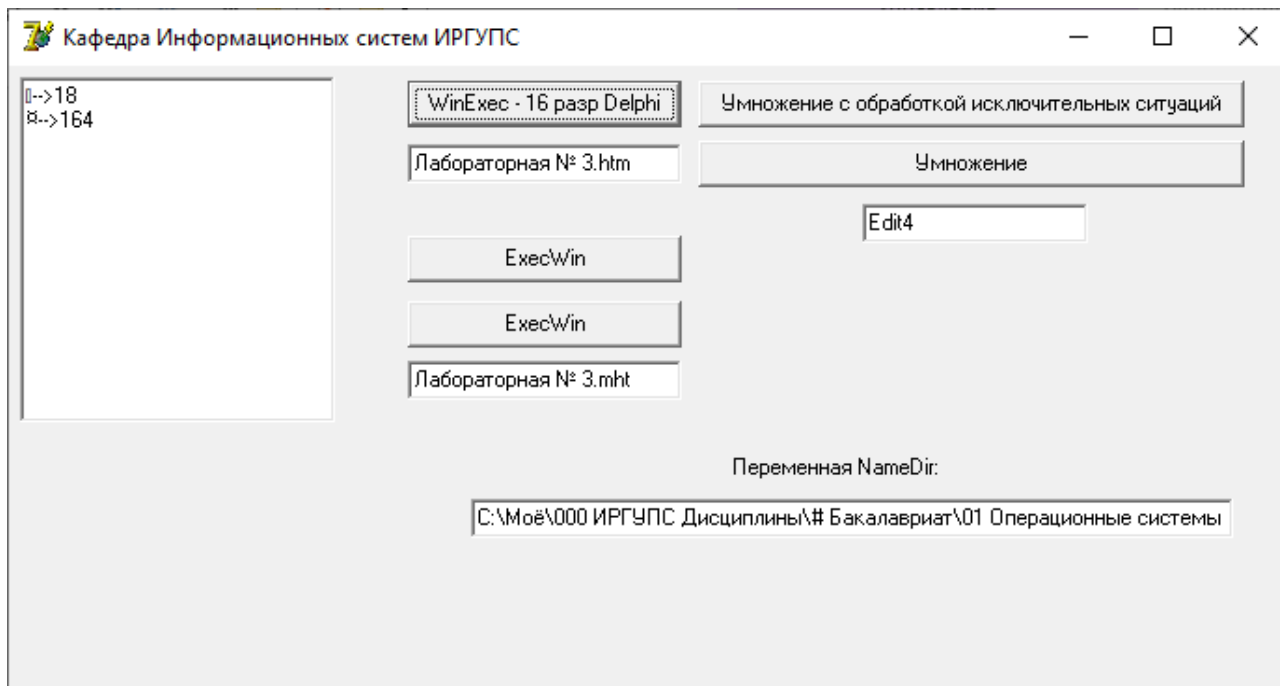 Кафедра Информационных систем ИРГУПС
-->18
¤-->164
WinExec - 16 разр Delphi
Умножение с обработкой исключительных ситуаций
Лабораторная № 3.htm
Умножение
Edit4
ExecWin
ExecWin
Лабораторная № 3.mht
Переменная NameDir:
C:\Моё\000 ИРГУПС Дисциплины\# Бакалавриат\01 Операционные системы